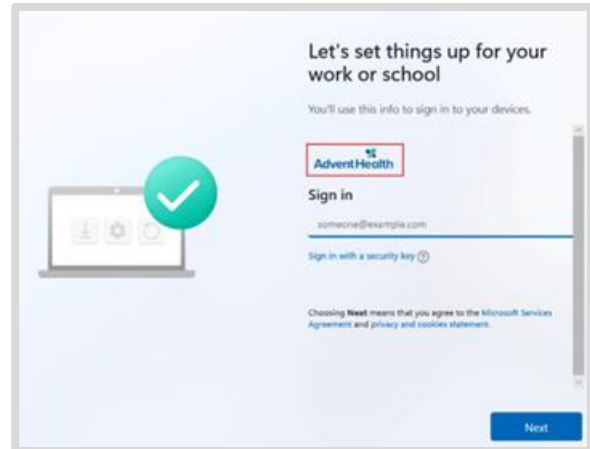 Let's set things up for your
work or school
You'll use this info to sign in to your devices.
AdventHealth
Sign in
someone@example.com
Sign in with a security key ?
Choosing Next means that you agree to the Microsoft Services
Agreement and privacy and cookies statement.
Next